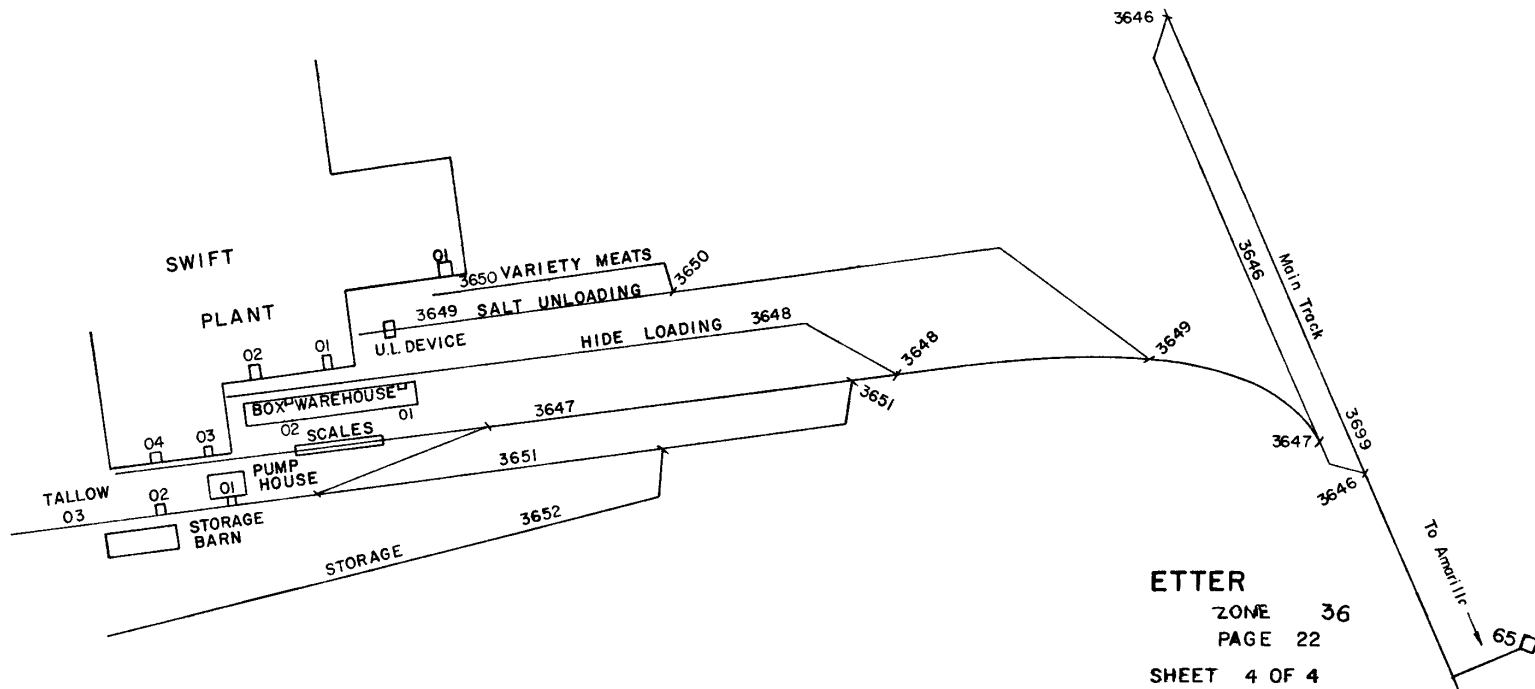 3646
SWIFT
PLANT
01
3650 VARIETY MEATS
3650
3649 SALT UNLOADING
U.L. DEVICE
HIDE LOADING 3648
3648
3649
3646
Main Track
3699
02
01
BOX WAREHOUSE
01
02
SCALES
3647
3651
3647
3646
04
03
PUMP
HOUSE
3651
TALLOW
03
02
01
STORAGE
BARN
3652
STORAGE
To Amarillo
65
ETTER
ZONE 36
PAGE 22
SHEET 4 OF 4